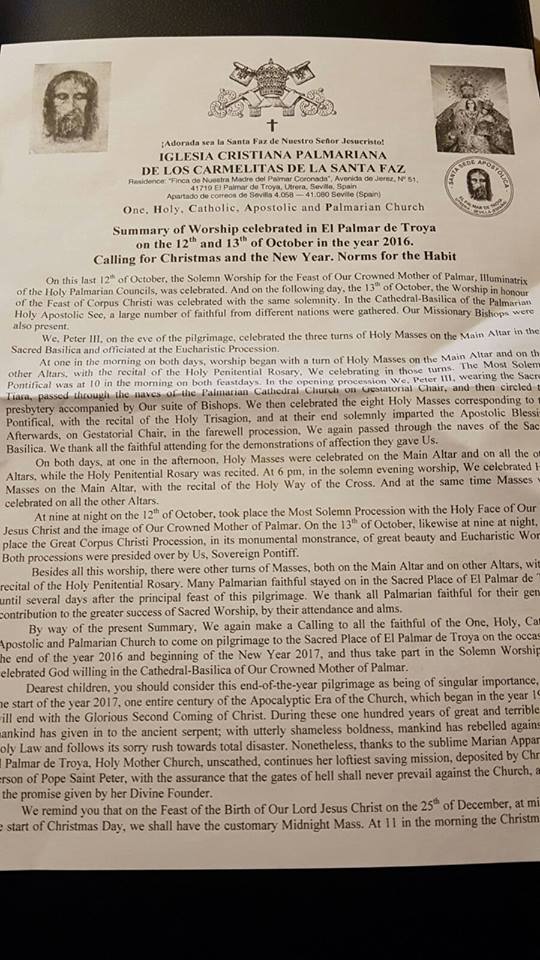 ¡Adorada sea la Santa Faz de Nuestro Señor Jesucristo!
IGLESIA CRISTIANA PALMARIANA
DE LOS CARMELITAS DE LA SANTA FAZ
Residence: "Finca de Nuestra Madre del Palmar Coronada", Avenida de Jerez, Nº 51,
41719 El Palmar de Troya, Utrera, Seville, Spain
Apartado de correos de Sevilla 4.058 — 41.080 Seville (Spain)
One, Holy, Catholic, Apostolic and Palmarian Church
SANTA SEDE APOSTÓLICA
Summary of Worship celebrated in El Palmar de Troya
on the 12th and 13th of October in the year 2016.
Calling for Christmas and the New Year. Norms for the Habit
On this last 12th of October, the Solemn Worship for the Feast of Our Crowned Mother of Palmar, Illuminatrix
of the Holy Palmarian Councils, was celebrated. And on the following day, the 13th of October, the Worship in honour
of the Feast of Corpus Christi was celebrated with the same solemnity. In the Cathedral-Basilica of the Palmarian
Holy Apostolic See, a large number of faithful from different nations were gathered. Our Missionary Bishops were
also present.
We, Peter III, on the eve of the pilgrimage, celebrated the three turns of Holy Masses on the Main Altar in the
Sacred Basilica and officiated at the Eucharistic Procession.
At one in the morning on both days, worship began with a turn of Holy Masses on the Main Altar and on th
other Altars, with the recital of the Holy Penitential Rosary, We celebrating in those turns. The Most Solem
Pontifical was at 10 in the morning on both feastdays. In the opening procession We, Peter III, wearing the Sacre
Tiara, passed through the naves of the Palmarian Cathedral Church on Gestatorial Chair, and then circled t
presbytery accompanied by Our suite of Bishops. We then celebrated the eight Holy Masses corresponding to t
Pontifical, with the recital of the Holy Trisagion, and at their end solemnly imparted the Apostolic Blessi
Afterwards, on Gestatorial Chair, in the farewell procession, We again passed through the naves of the Sac
Basilica. We thank all the faithful attending for the demonstrations of affection they gave Us.
On both days, at one in the afternoon, Holy Masses were celebrated on the Main Altar and on all the ot
Altars, while the Holy Penitential Rosary was recited. At 6 pm, in the solemn evening worship, We celebrated H
Masses on the Main Altar, with the recital of the Holy Way of the Cross. And at the same time Masses w
celebrated on all the other Altars.
At nine at night on the 12th of October, took place the Most Solemn Procession with the Holy Face of Our
Jesus Christ and the image of Our Crowned Mother of Palmar. On the 13th of October, likewise at nine at night,
place the Great Corpus Christi Procession, in its monumental monstrance, of great beauty and Eucharistic Wor
Both processions were presided over by Us, Sovereign Pontiff.
Besides all this worship, there were other turns of Masses, both on the Main Altar and on other Altars, wit
recital of the Holy Penitential Rosary. Many Palmarian faithful stayed on in the Sacred Place of El Palmar de T
until several days after the principal feast of this pilgrimage. We thank all Palmarian faithful for their gen
contribution to the greater success of Sacred Worship, by their attendance and alms.
By way of the present Summary, We again make a Calling to all the faithful of the One, Holy, Cat
Apostolic and Palmarian Church to come on pilgrimage to the Sacred Place of El Palmar de Troya on the occas
he end of the year 2016 and beginning of the New Year 2017, and thus take part in the Solemn Worship
elebrated God willing in the Cathedral-Basilica of Our Crowned Mother of Palmar.
Dearest children, you should consider this end-of-the-year pilgrimage as being of singular importance,
he start of the year 2017, one entire century of the Apocalyptic Era of the Church, which began in the year 19
ill end with the Glorious Second Coming of Christ. During these one hundred years of great and terrible
ankind has given in to the ancient serpent; with utterly shameless boldness, mankind has rebelled agains
oly Law and follows its sorry rush towards total disaster. Nonetheless, thanks to the sublime Marian Appar
l Palmar de Troya, Holy Mother Church, unscathed, continues her loftiest saving mission, deposited by Chr
erson of Pope Saint Peter, with the assurance that the gates of hell shall never prevail against the Church, a
the promise given by her Divine Founder.
We remind you that on the Feast of the Birth of Our Lord Jesus Christ on the 25th of December, at mi
e start of Christmas Day, we shall have the customary Midnight Mass. At 11 in the morning the Christm